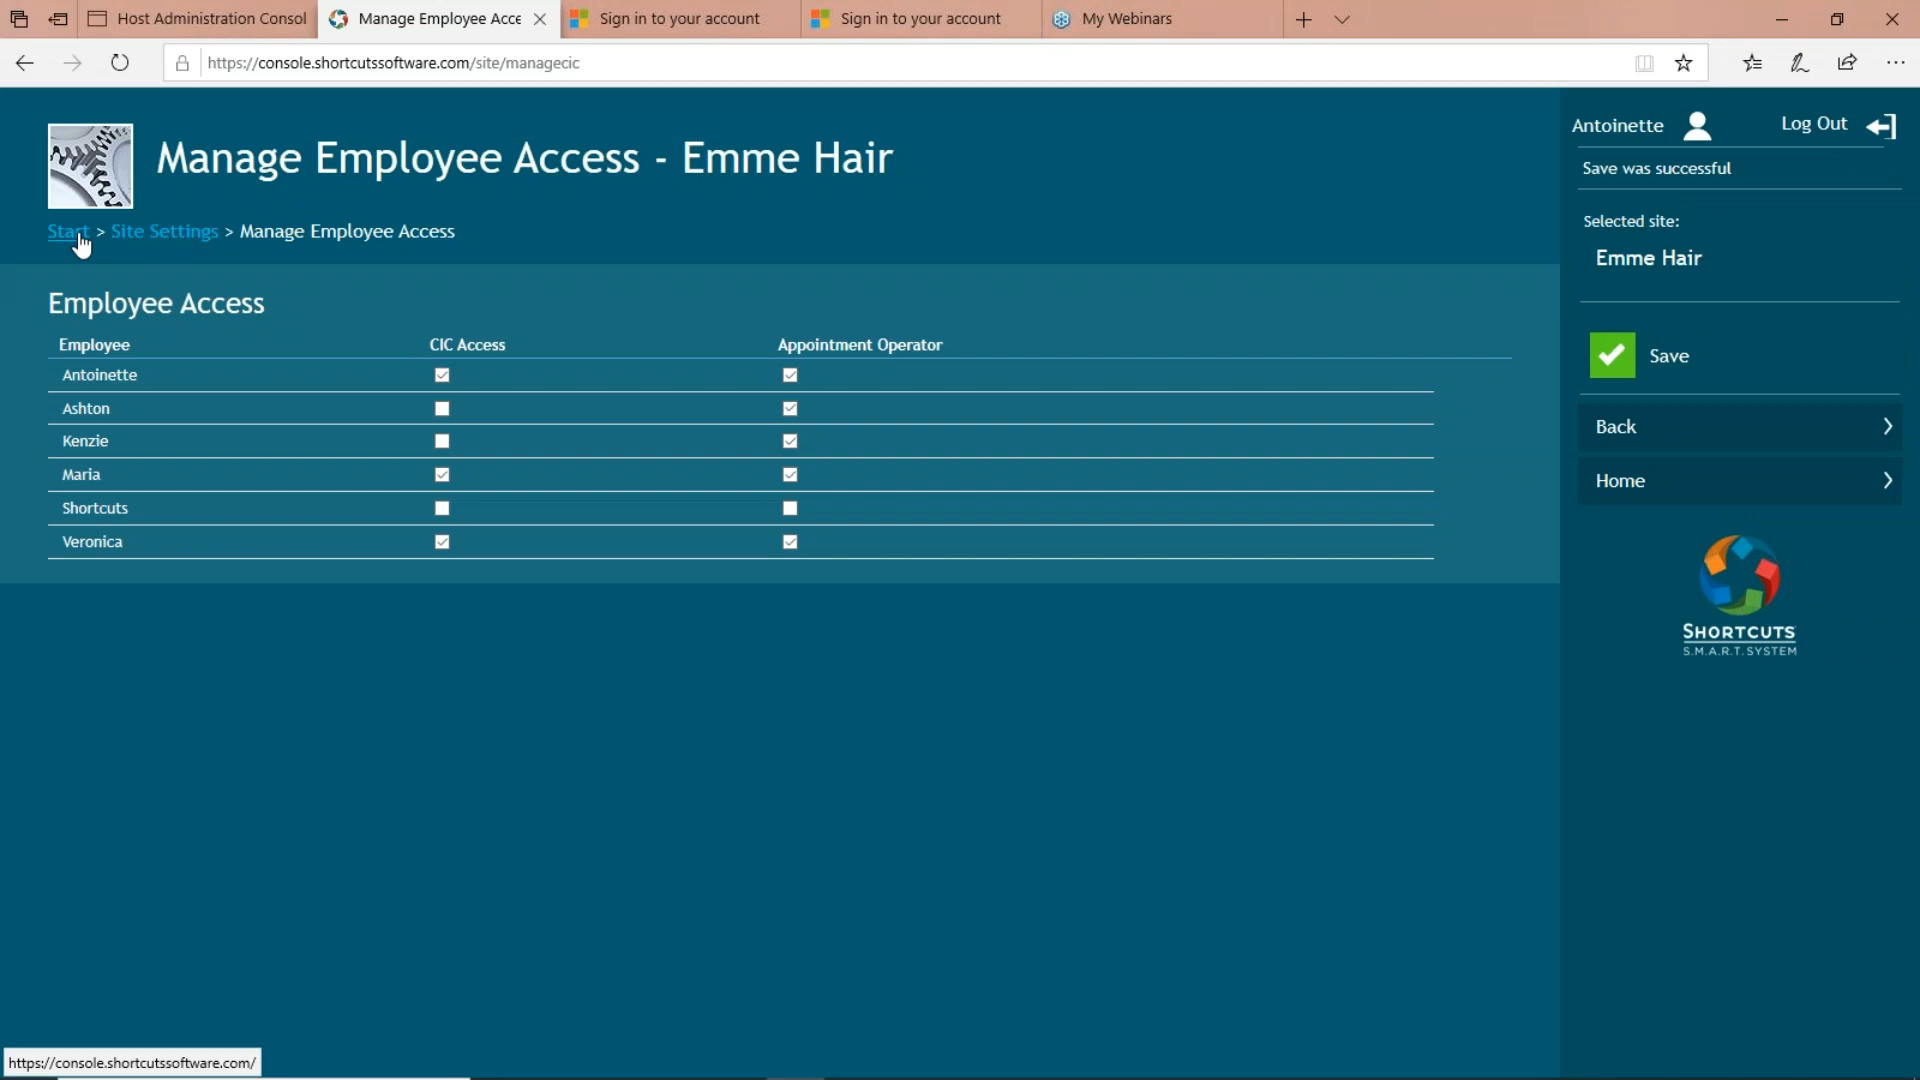 Host Administration Consol
Manage Employee Acce
Sign in to your account
Sign in to your account
My Webinars
https://console.shortcutssoftware.com/site/managecic
Manage Employee Access - Emme Hair
Start > Site Settings > Manage Employee Access
Antoinette
Log Out
Save was successful
Selected site:
Emme Hair
Save
Back
Home
SHORTCUTS
S.M.A.R.T. SYSTEM
Employee Access
Employee CIC Access Appointment Operator
Antoinette
Ashton
Kenzie
Maria
Shortcuts
Veronica
https://console.shortcutssoftware.com/